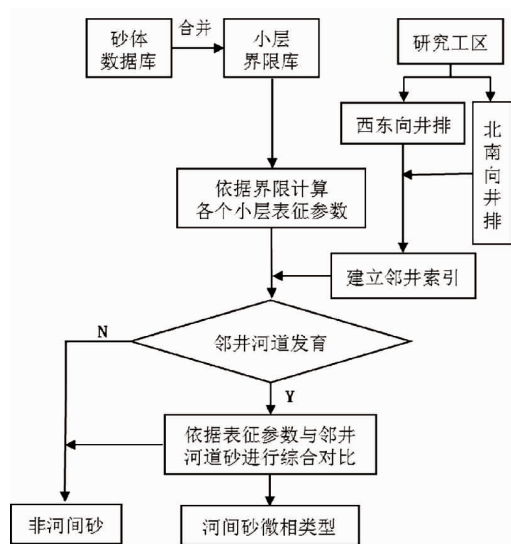 砂体
数据库
合并
小层
界限库
研究工区
西东向井排
北南向井排
依据界限计算
各个小层表征参数
建立邻井索引
邻井河道发育
N
Y
依据表征参数与邻井
河道砂进行综合对比
非河间砂
河间砂微相类型